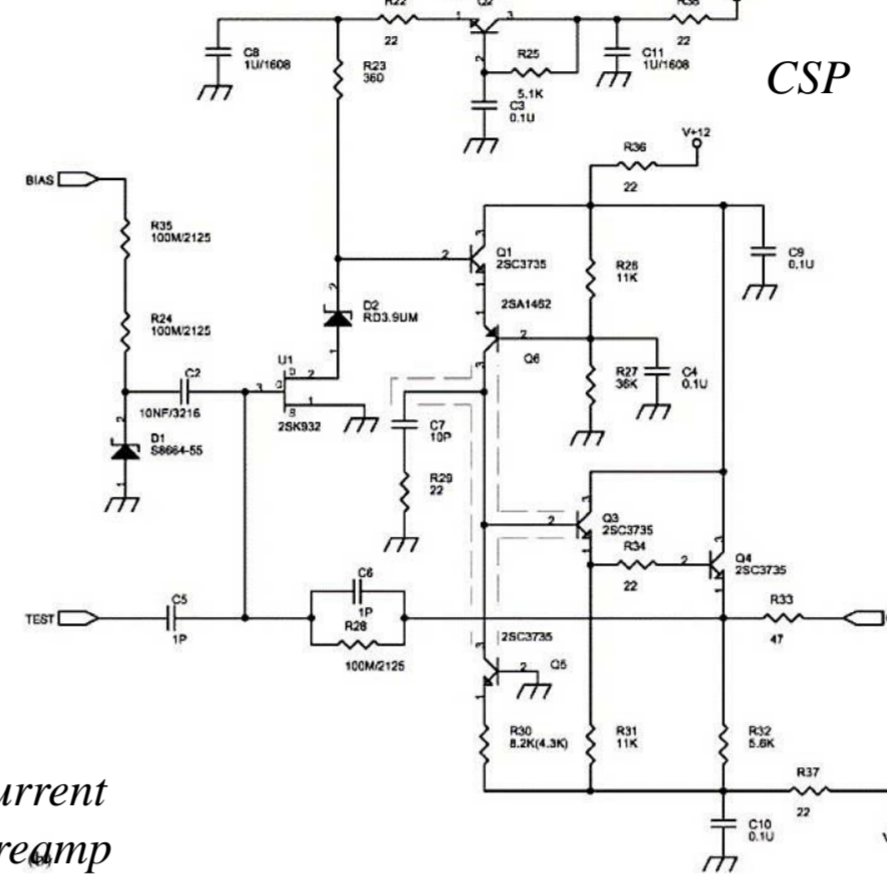 22
Q2
22
C8
1U/1608
R23
360
R25
5.1K
C3
0.1U
C11
1U/1608
22
CSP
V+12
R36
22
BIAS
R35
100M/2125
R24
100M/2125
Q1
2SC3735
2SA1462
Q6
C9
0.1U
11K
R27
36K
C4
0.1U
D2
RD3.9UM
U1
2SK932
C2
10NF/3216
D1
S8664-55
C7
10P
R29
22
Q3
2SC3735
R34
22
Q4
2SC3735
C6
1P
R28
100M/2125
TEST
C5
1P
R33
47
2SC3735
Q5
R30
8.2K(4.3K)
R31
11K
R32
5.6K
R37
22
C10
0.1U
urrent
reamp